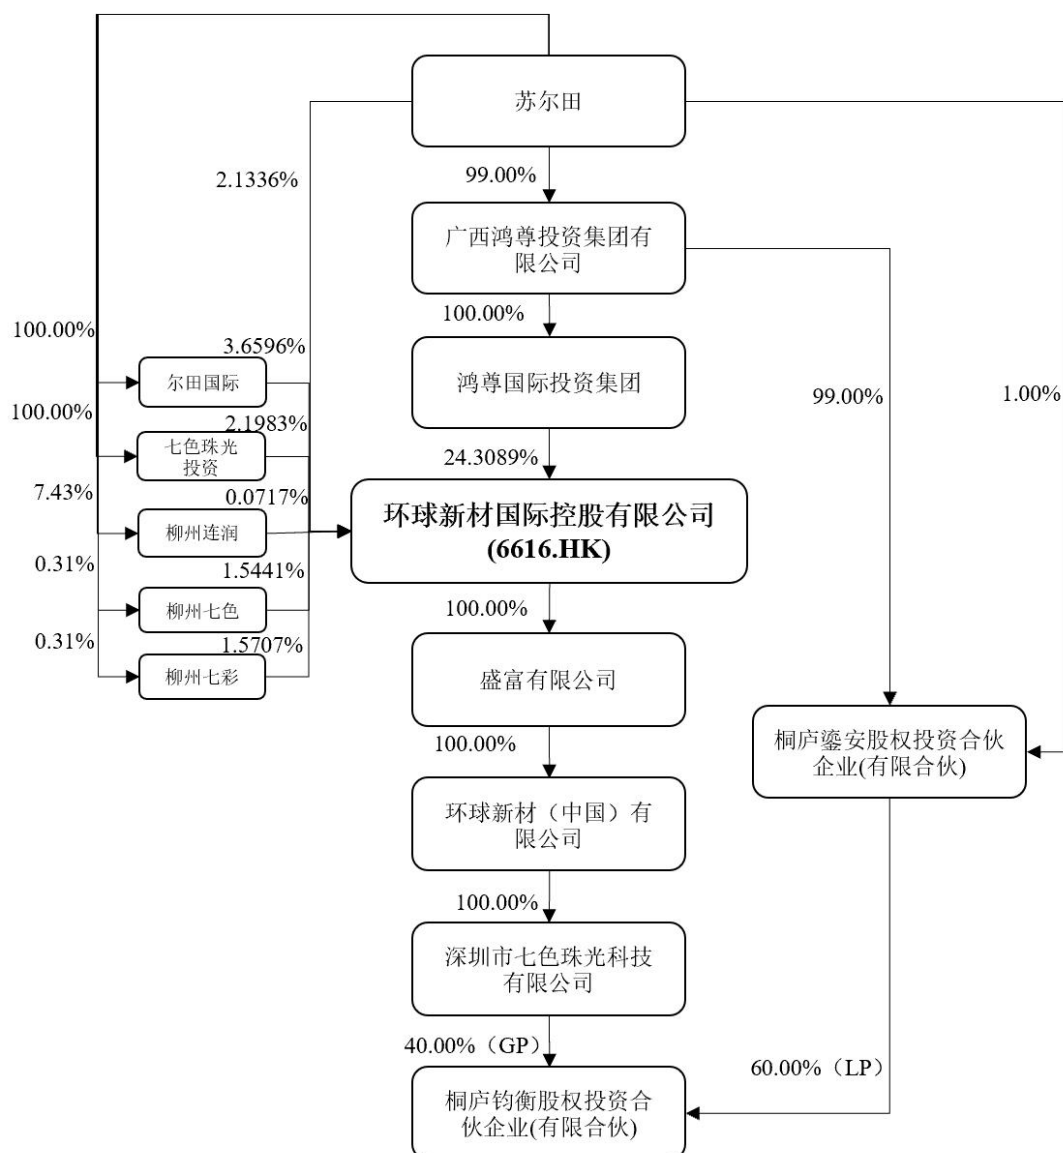 苏尔田
2.1336%
99.00%
广西鸿尊投资集团有
限公司
100.00%
100.00%
3.6596%
尔田国际
鸿尊国际投资集团
99.00%
1.00%
100.00%
2.1983%
七色珠光
投资
24.3089%
7.43%
0.0717%
柳州连润
环球新材国际控股有限公司
(6616.HK)
0.31%
1.5441%
柳州七色
100.00%
0.31%
1.5707%
柳州七彩
盛富有限公司
100.00%
桐庐鎏安股权投资合伙
企业(有限合伙)
环球新材（中国）有
限公司
100.00%
深圳市七色珠光科技
有限公司
40.00%（GP）
60.00%（LP）
桐庐钧衡股权投资合
伙企业(有限合伙)